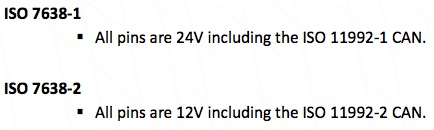 ISO 7638-1
▪ All pins are 24V including the ISO 11992-1 CAN.
ISO 7638-2
▪ All pins are 12V including the ISO 11992-2 CAN.